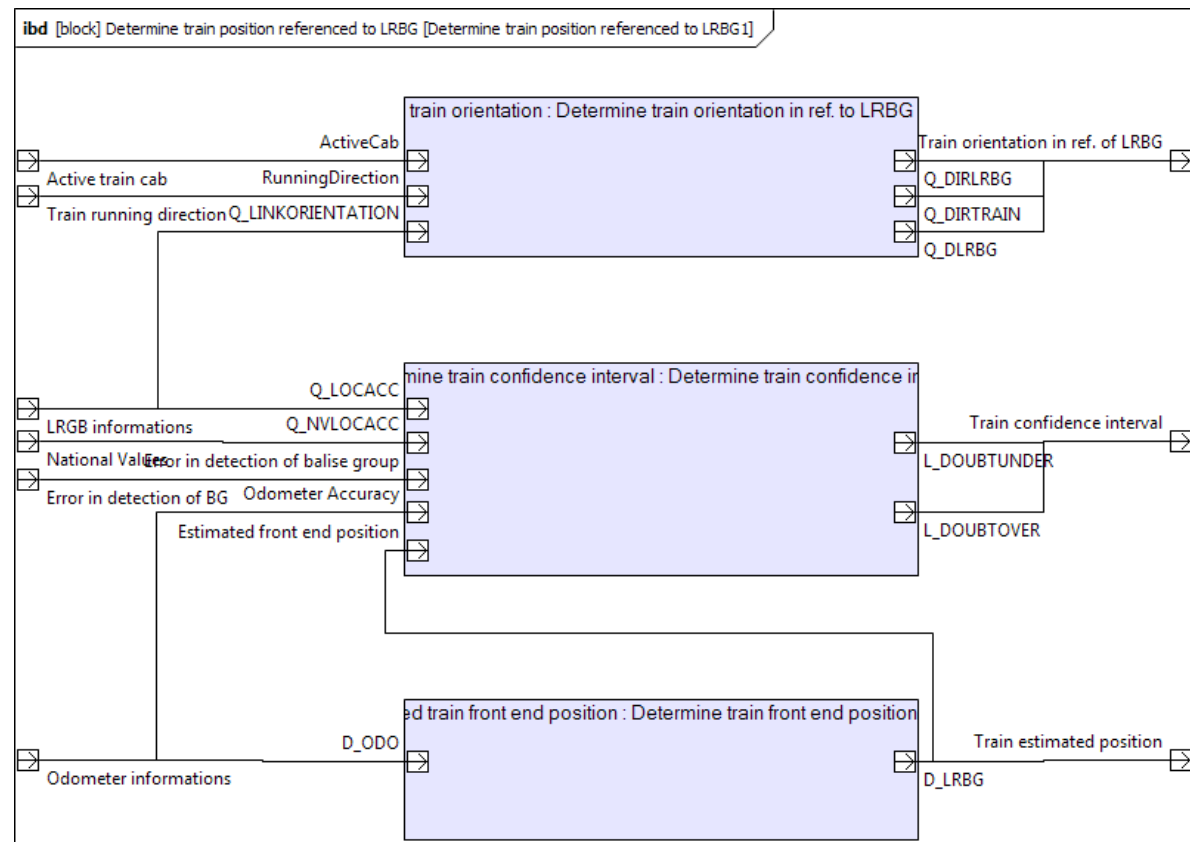 ibd [block] Determine train position referenced to LRBG [Determine train position referenced to LRBG1]
train orientation : Determine train orientation in ref. to LRBG
ActiveCab
Train orientation in ref. of LRBG
Active train cab
RunningDirection
Q_DIRLRBG
Train running direction
Q_LINKORIENTATION
Q_DIRTRAIN
Q_DLRBG
mine train confidence interval : Determine train confidence in
Q_LOCACC
LRGB informations
Q_NVLOCACC
Train confidence interval
National Values
Error in detection of balise group
L_DOUBTUNDER
Error in detection of BG
Odometer Accuracy
Estimated front end position
L_DOUBTOVER
ed train front end position : Determine train front end position
D_ODO
Train estimated position
Odometer informations
D_LRBG